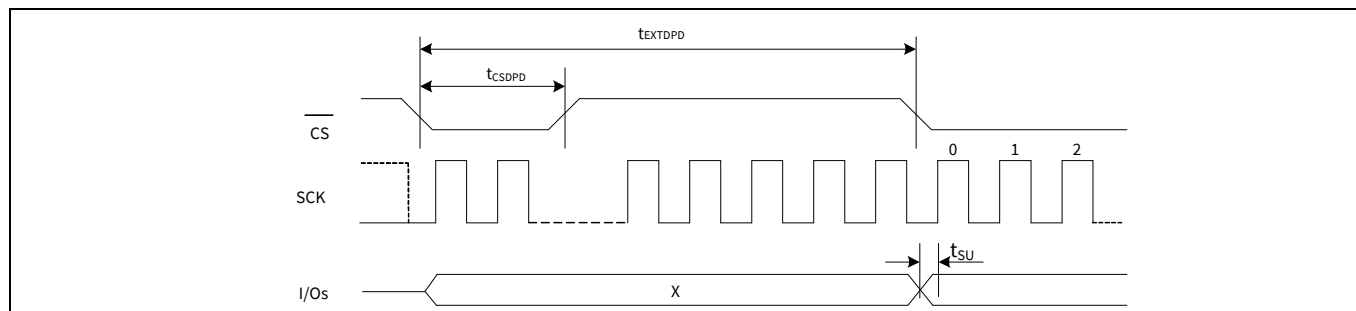 tEXTDPD
tCSDPD
CS
0 1 2
SCK
tSU
I/Os X